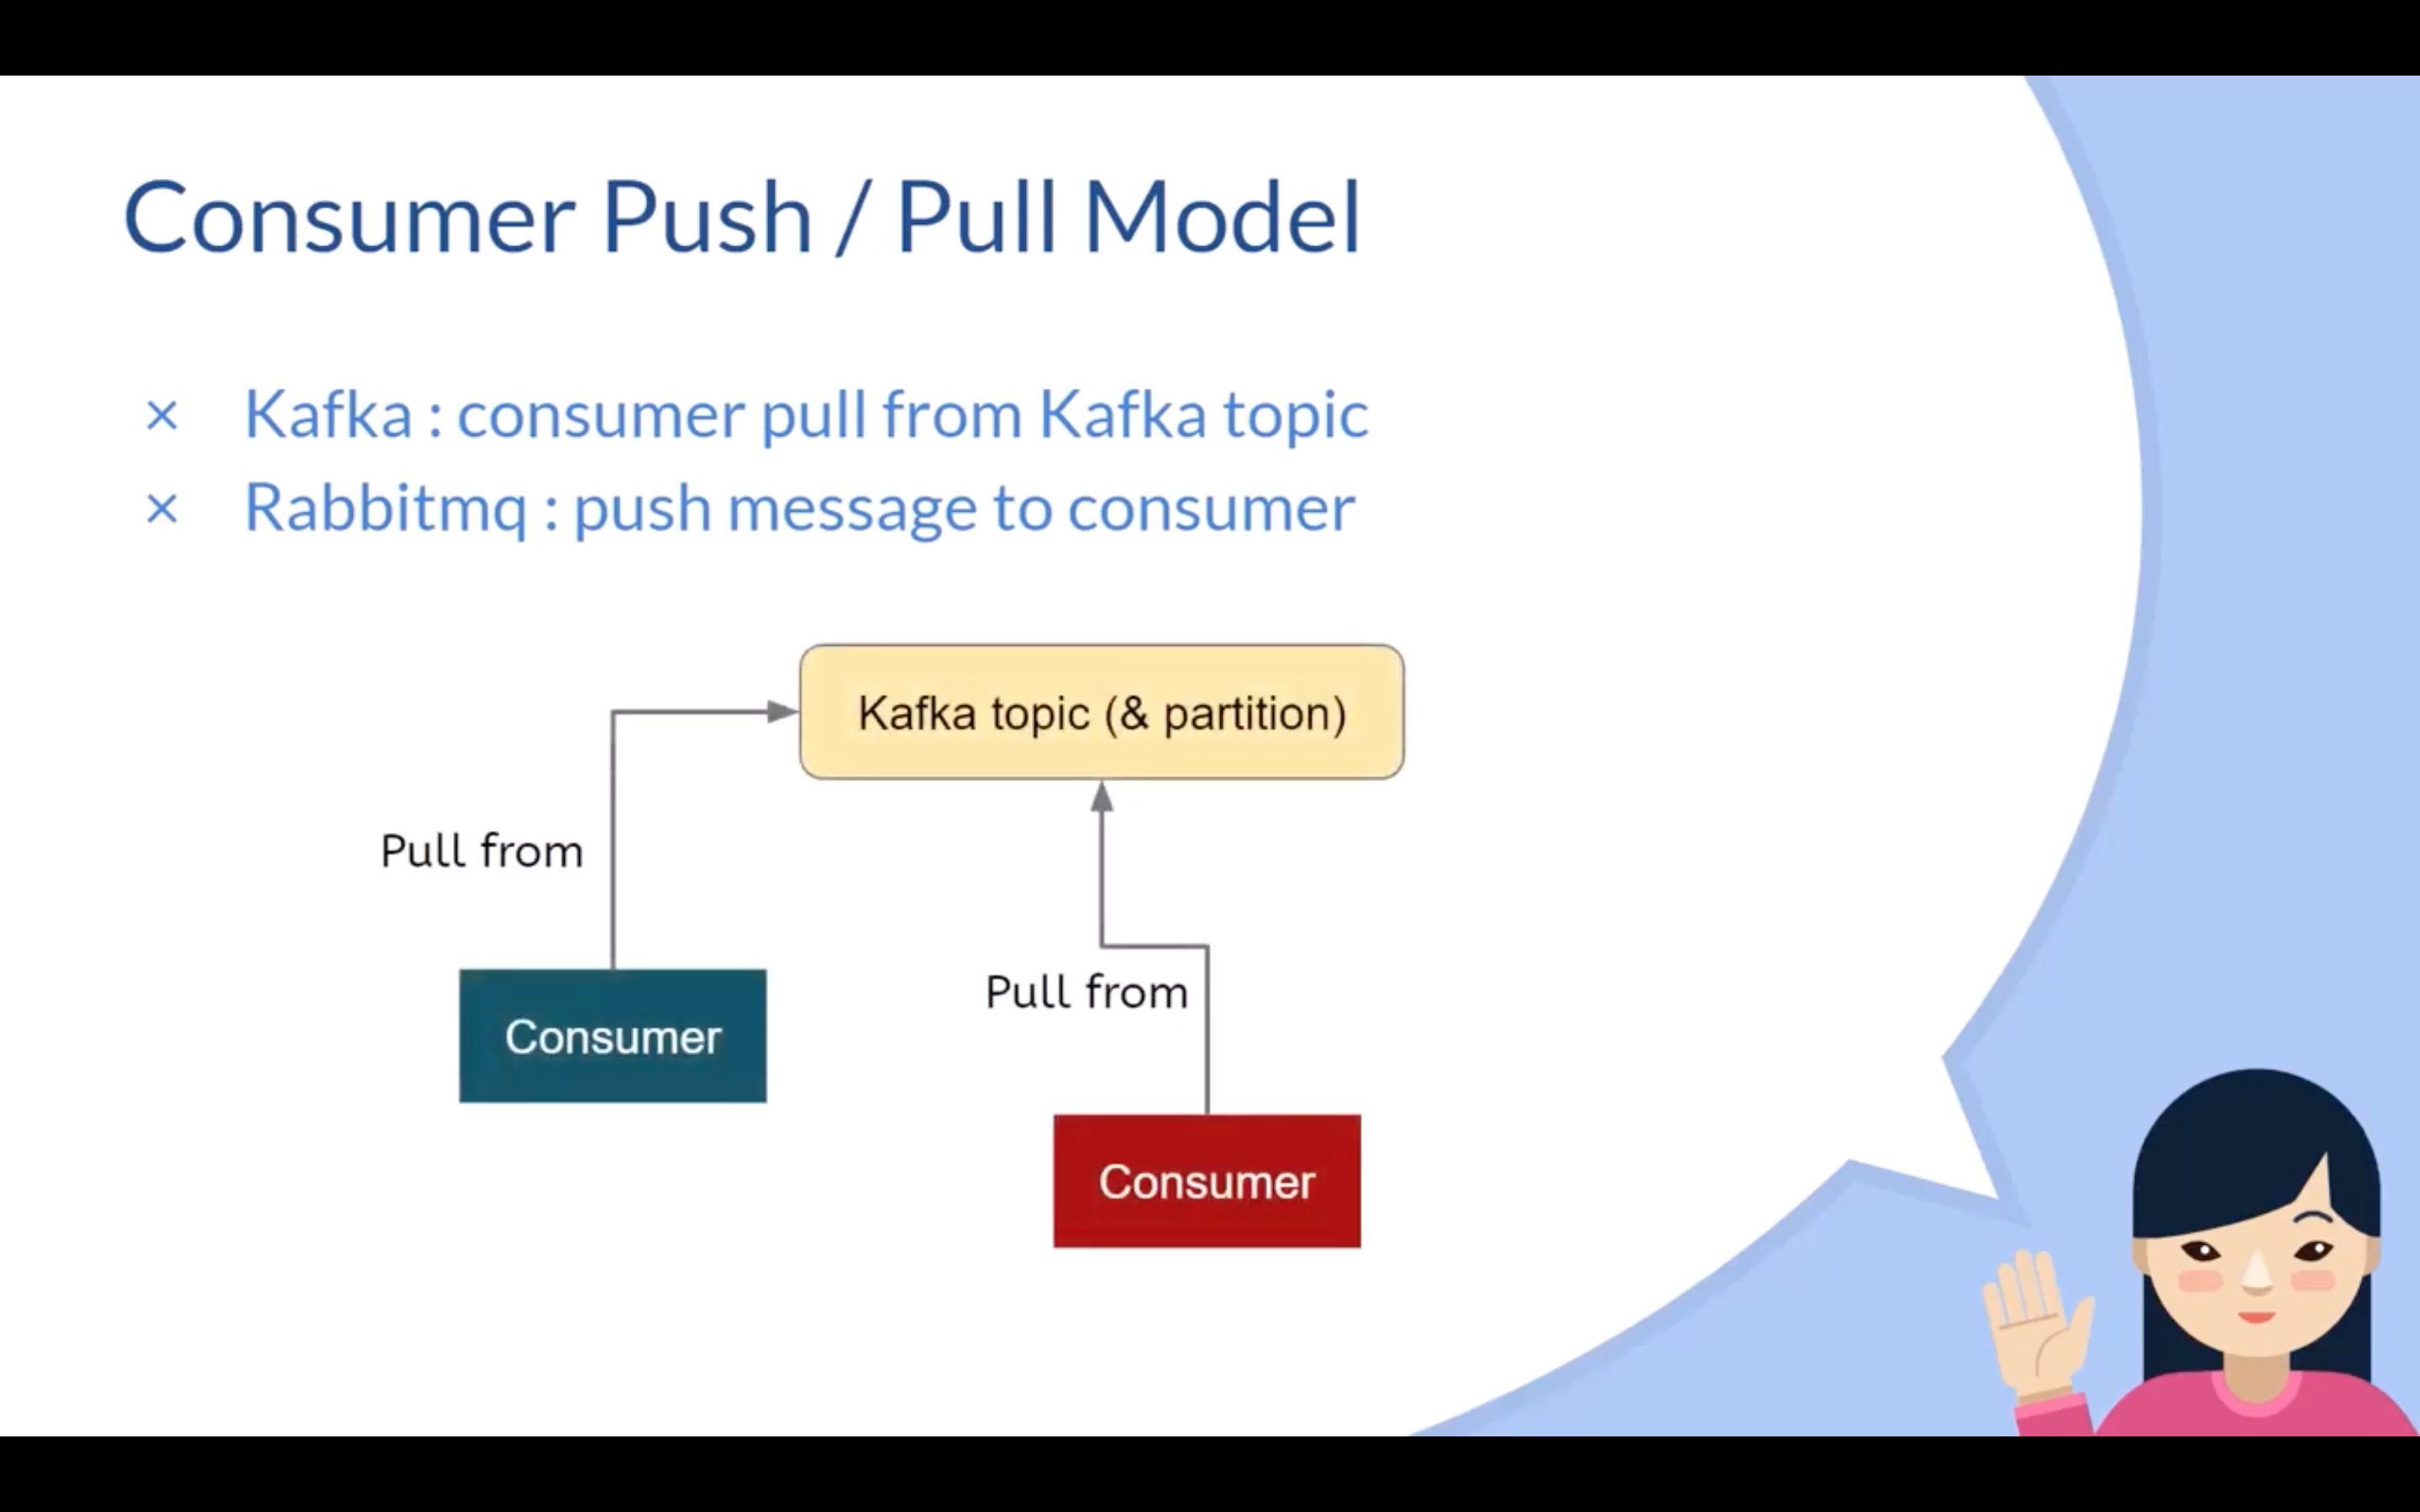 Consumer Push / Pull Model
× Kafka : consumer pull from Kafka topic
× Rabbitmq : push message to consumer
Kafka topic (& partition)
Pull from
Pull from
Consumer
Consumer